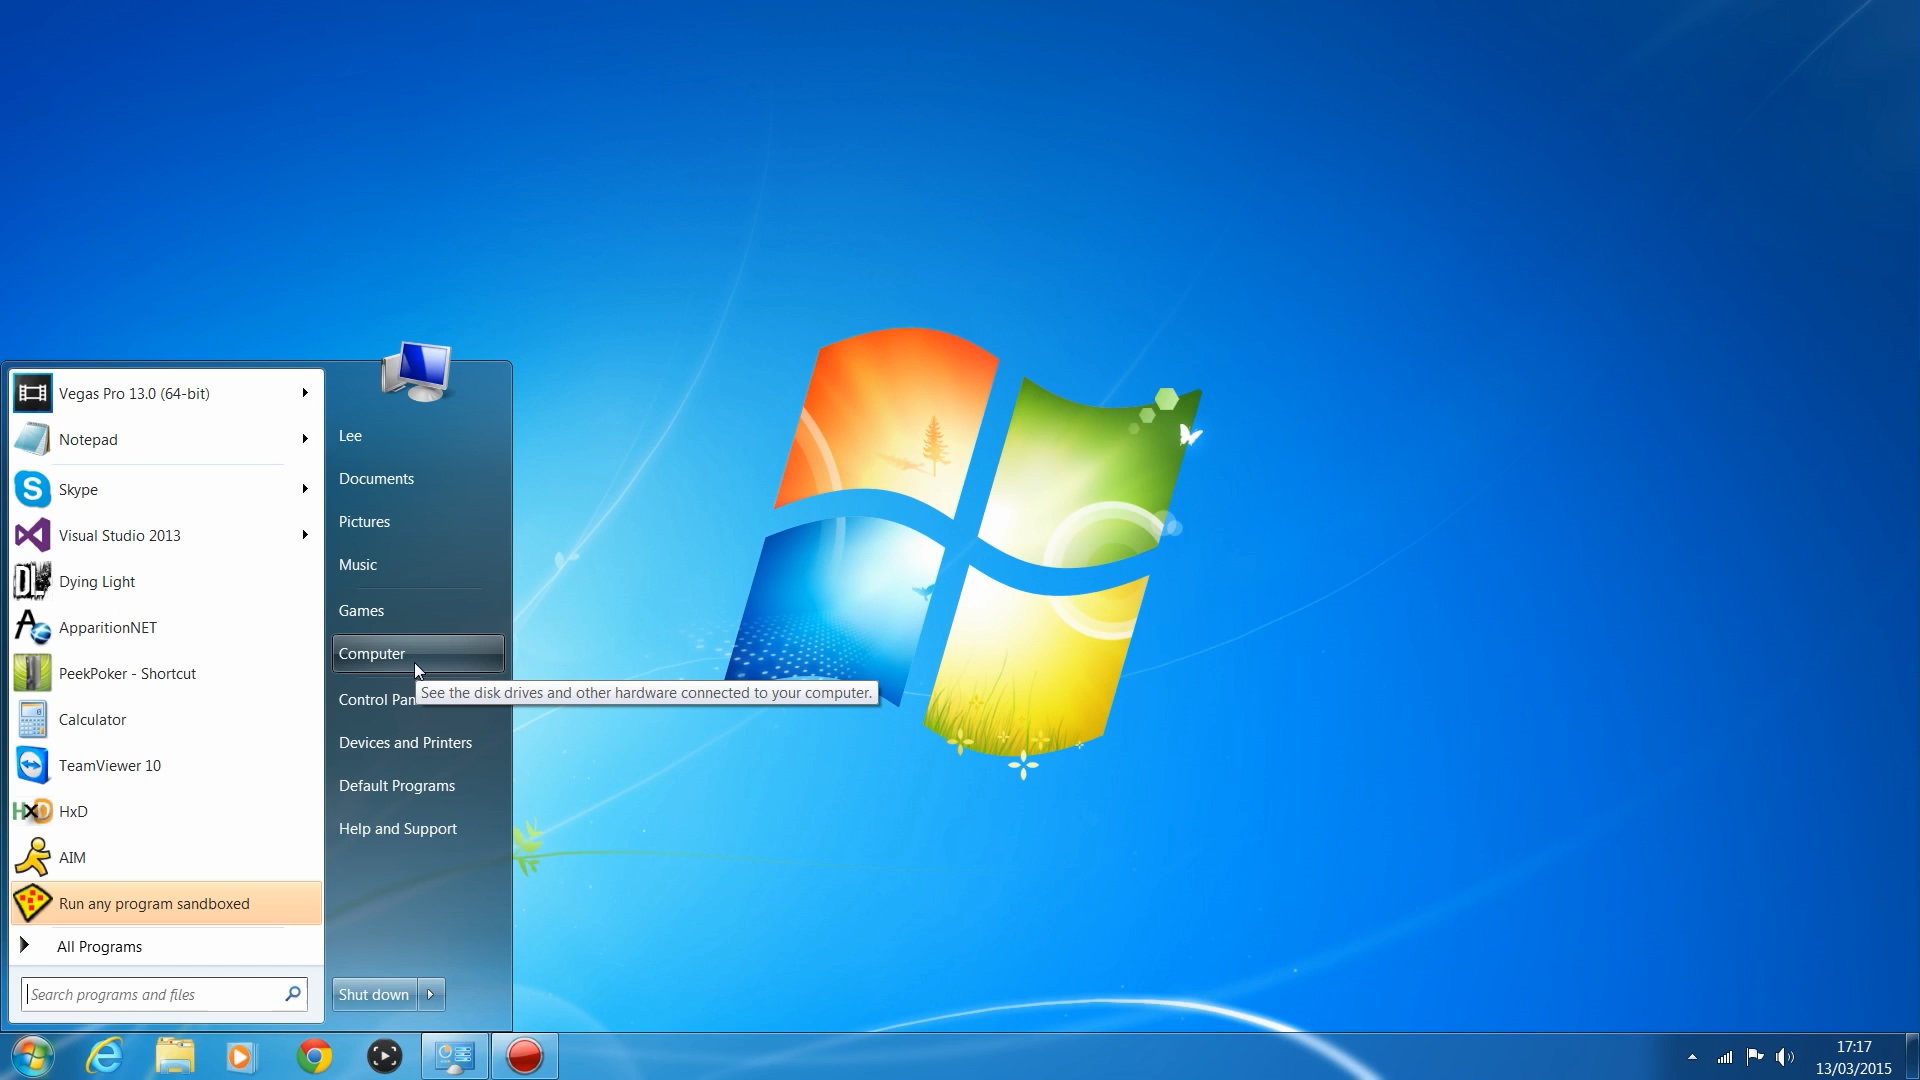 Vegas Pro 13.0 (64-bit)
Notepad
Skype
Visual Studio 2013
Dying Light
ApparitionNET
PeekPoker - Shortcut
Calculator
TeamViewer 10
HxD
AIM
Run any program sandboxed
All Programs
Search programs and files
Lee
Documents
Pictures
Music
Games
Computer
See the disk drives and other hardware connected to your computer.
Control Pan
Devices and Printers
Default Programs
Help and Support
Shut down
17:17
13/03/2015